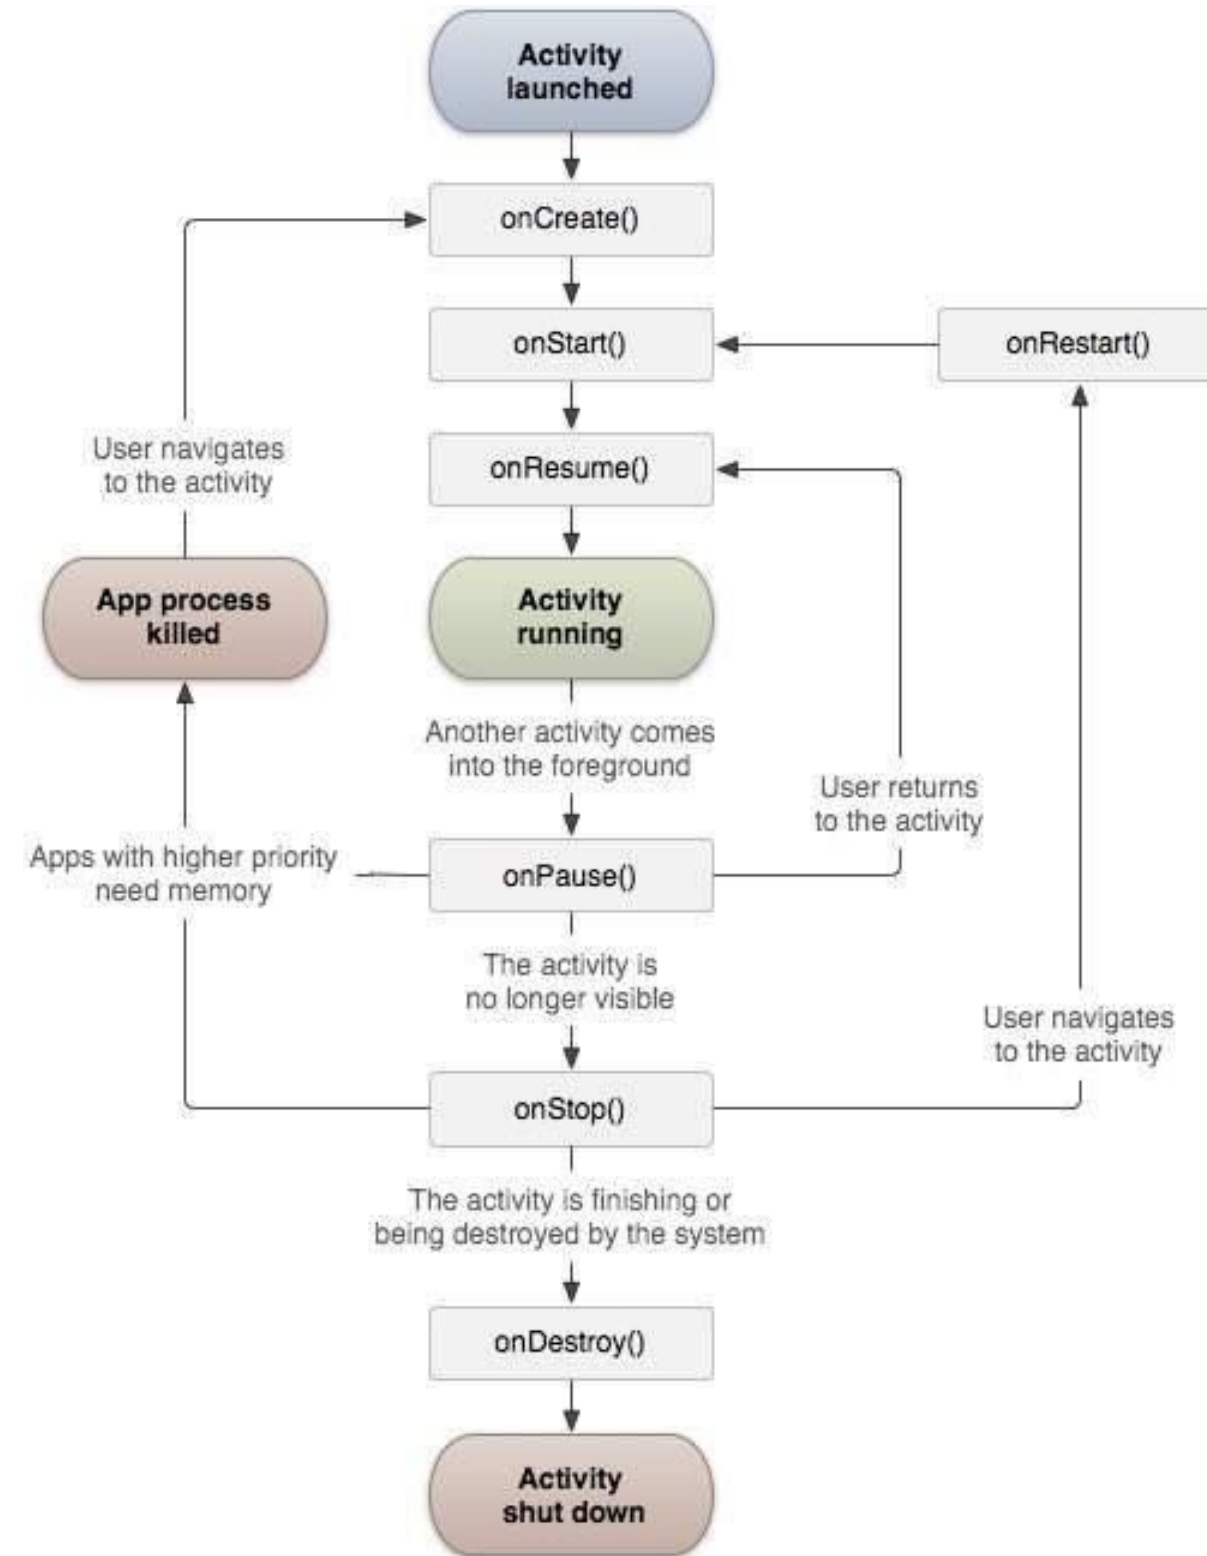 Activity
launched
onCreate()
onStart()
onRestart()
onResume()
User navigates
to the activity
App process
killed
Activity
running
Another activity comes
into the foreground
User returns
to the activity
Apps with higher priority
need memory
onPause()
The activity is
no longer visible
User navigates
to the activity
onStop()
The activity is finishing or
being destroyed by the system
onDestroy()
Activity
shut down